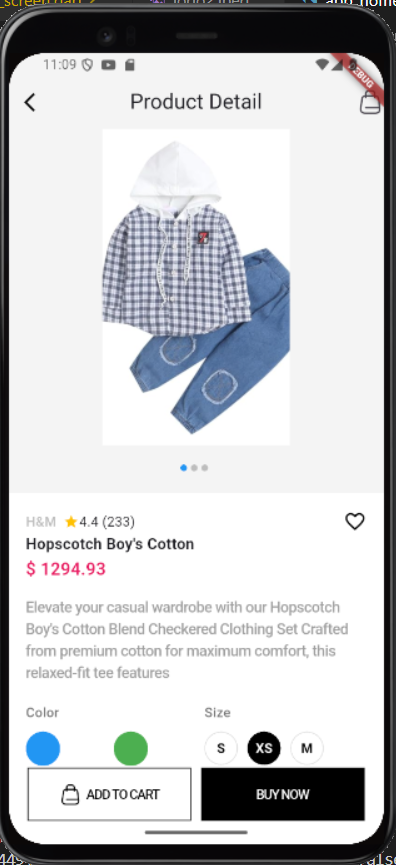 11:09
DEBUG
Product Detail
H&M 4.4 (233)
Hopscotch Boy's Cotton
$ 1294.93
Elevate your casual wardrobe with our Hopscotch
Boy's Cotton Blend Checkered Clothing Set Crafted
from premium cotton for maximum comfort, this
relaxed-fit tee features
Color Size
S XS M
ADD TO CART BUY NOW